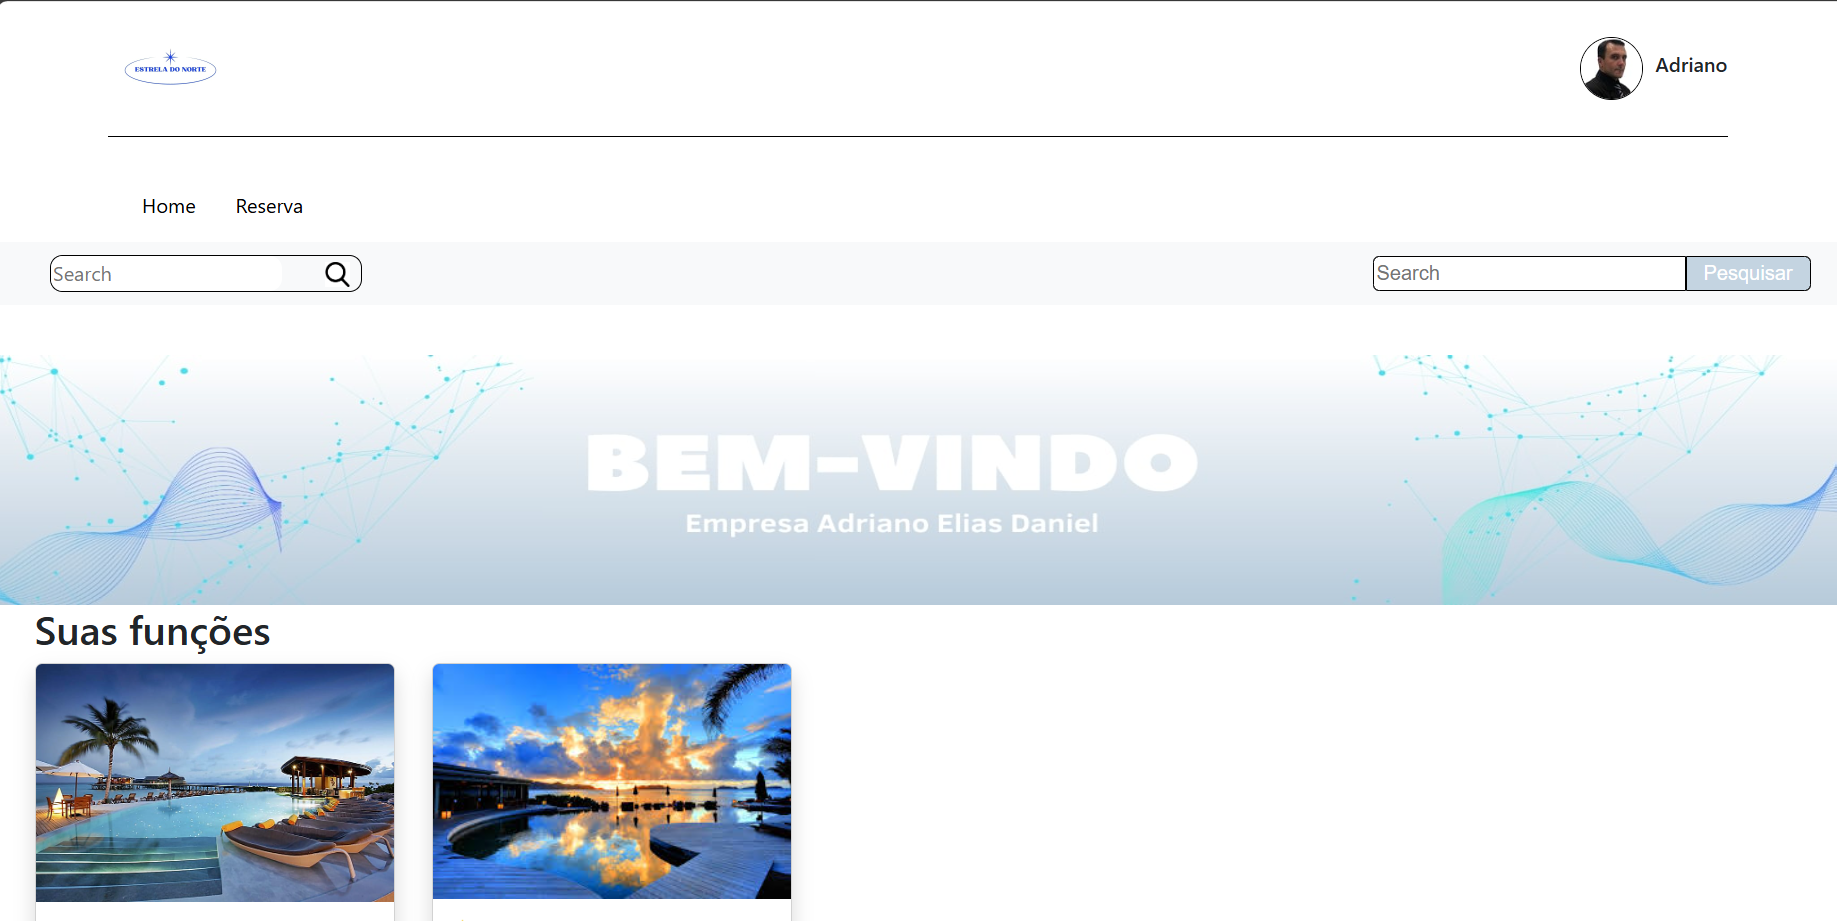 ESTRELA DO NORTE
Adriano
Home
Reserva
Search
Search
Pesquisar
BEM-VINDO
Empresa Adriano Elias Daniel
Suas funções